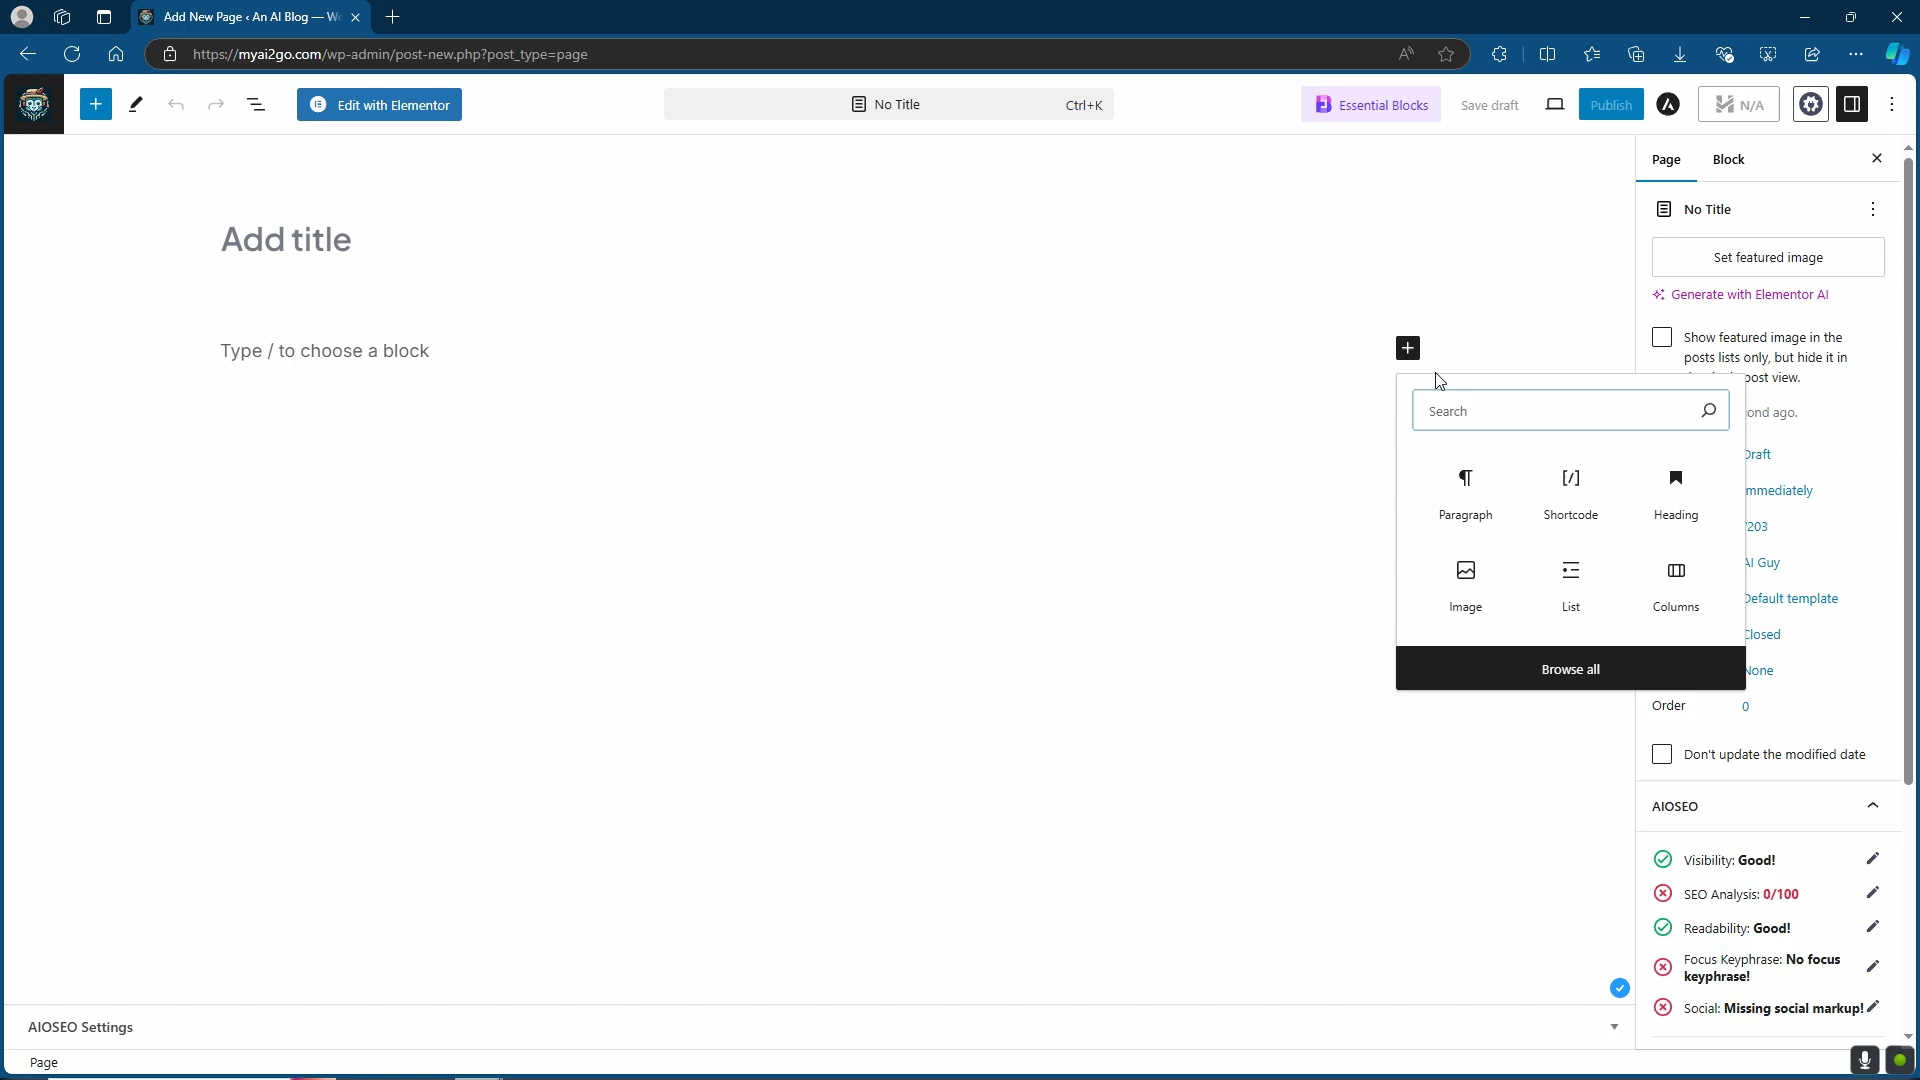 Add New Page ‹ An AI Blog — W
https://myai2go.com/wp-admin/post-new.php?post_type=page
Edit with Elementor
No Title
Ctrl+K
Essential Blocks
Save draft
Publish
N/A
Page
Block
No Title
Add title
Set featured image
Generate with Elementor AI
Type / to choose a block
Show featured image in the
posts lists only, but hide it in
post view.
ond ago.
Search
Draft
Paragraph
Shortcode
Heading
mmediately
/203
AI Guy
Image
List
Columns
Default template
Closed
Browse all
None
Order
0
Don't update the modified date
AIOSEO
Visibility: Good!
SEO Analysis: 0/100
Readability: Good!
Focus Keyphrase: No focus
keyphrase!
Social: Missing social markup!
AIOSEO Settings
Page